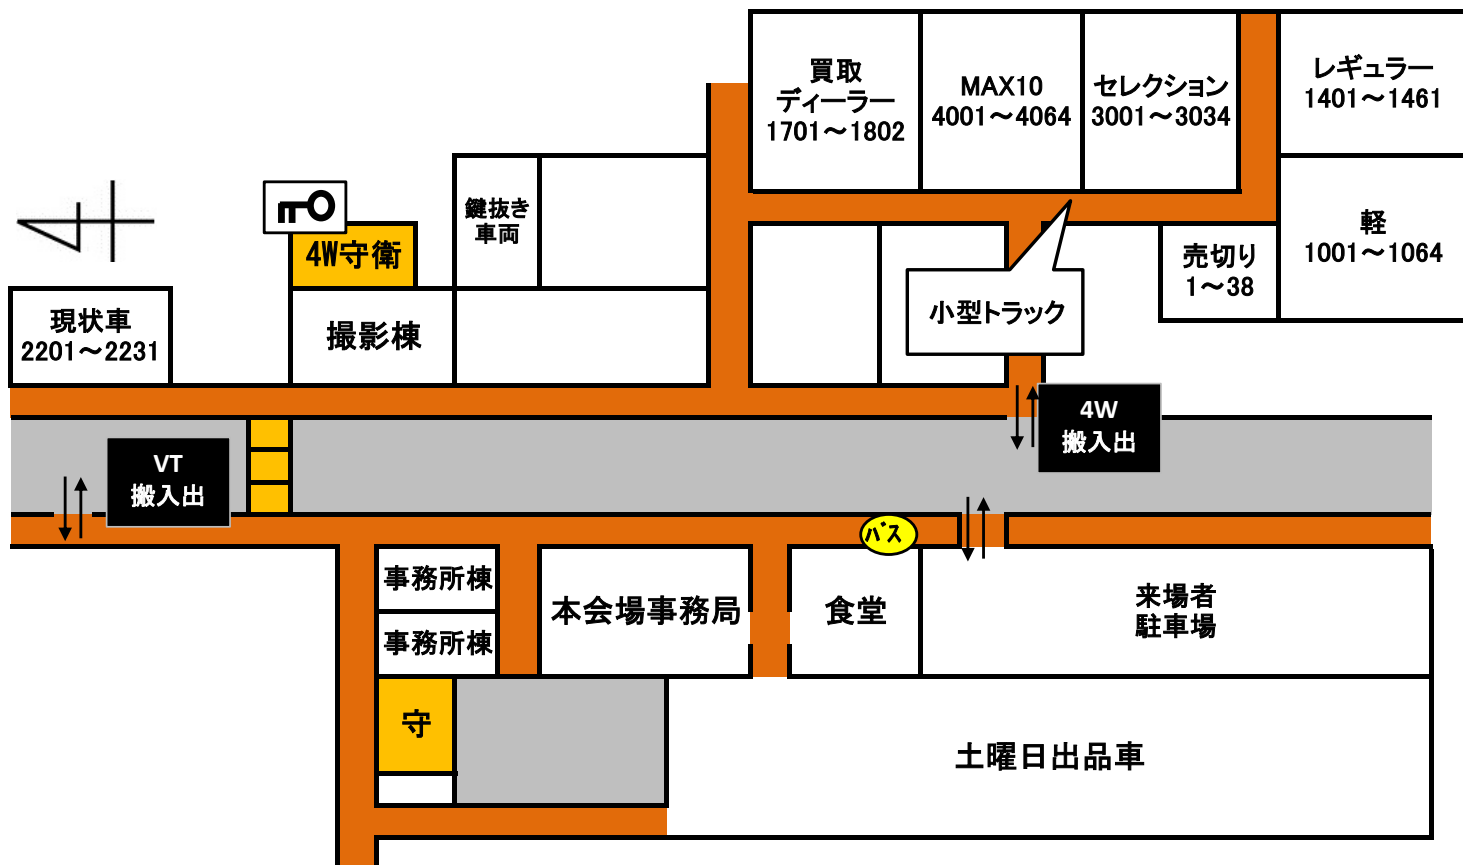 買取
ディーラー
1701～1802
MAX10
4001～4064
セレクション
3001～3034
レギュラー
1401～1461
鍵抜き
車両
4W守衛
軽
1001～1064
売切り
1～38
現状車
2201～2231
撮影棟
小型トラック
4W
搬入出
VT
搬入出
バス
事務所棟
事務所棟
本会場事務局
食堂
来場者
駐車場
守
土曜日出品車